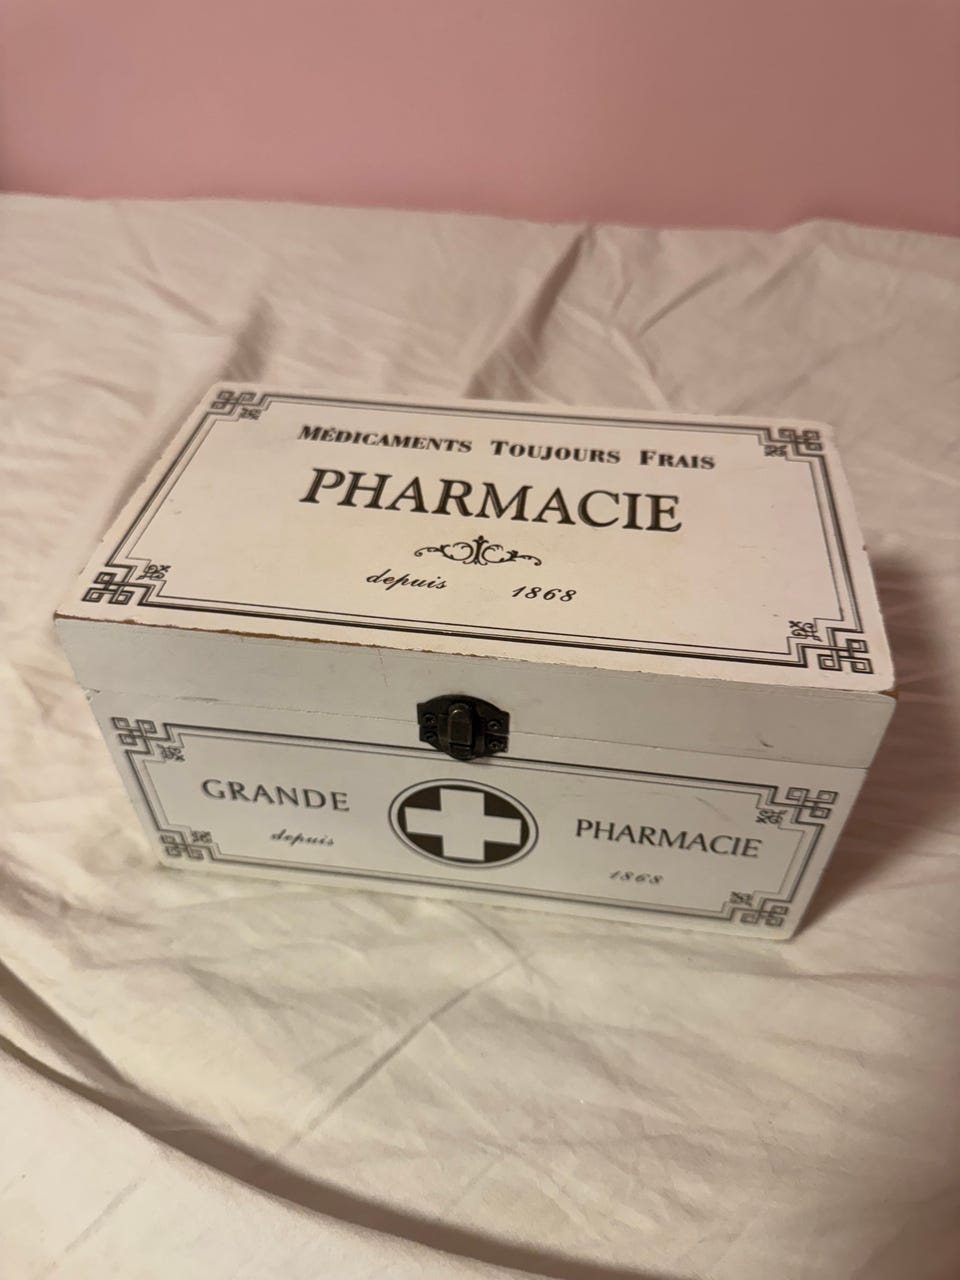 MÉDICAMENTS TOUJOURS FRAIS
PHARMACIE
depuis 1868
GRANDE PHARMACIE
depuis 1868